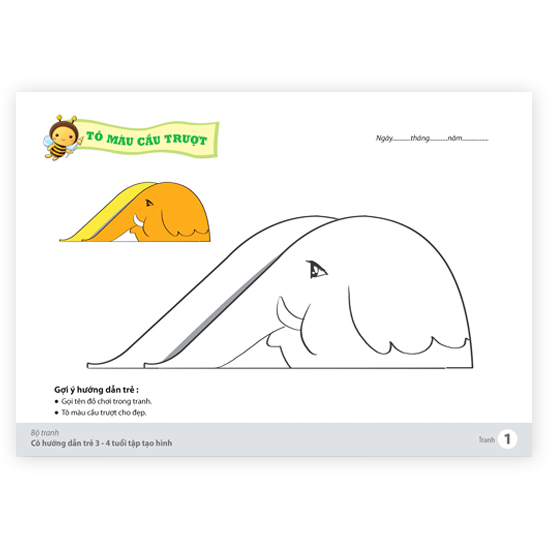 TÔ MÀU CẦU TRƯỢT
Ngày...........tháng..........năm...............
Gợi ý hướng dẫn trẻ :
● Gọi tên đồ chơi trong tranh.
● Tô màu cầu trượt cho đẹp.
Bộ tranh
Cô hướng dẫn trẻ 3 - 4 tuổi tập tạo hình
Tranh 1